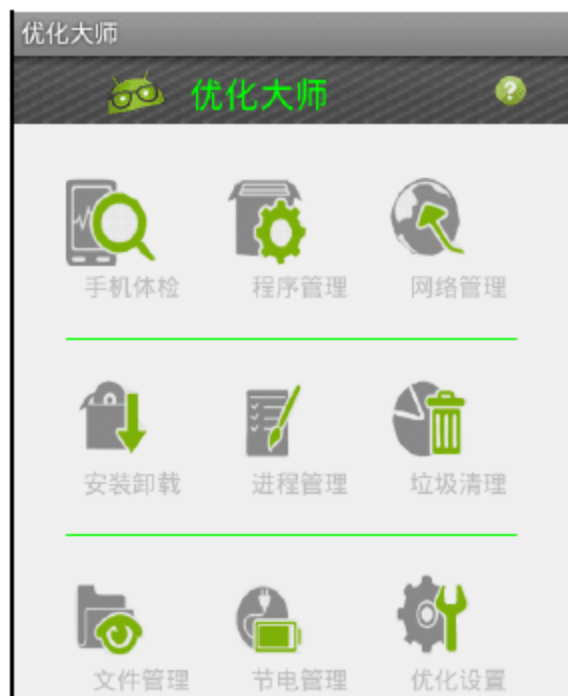 优化大师
优化大师
手机体检 程序管理 网络管理
安装卸载 进程管理 垃圾清理
文件管理 节电管理 优化设置